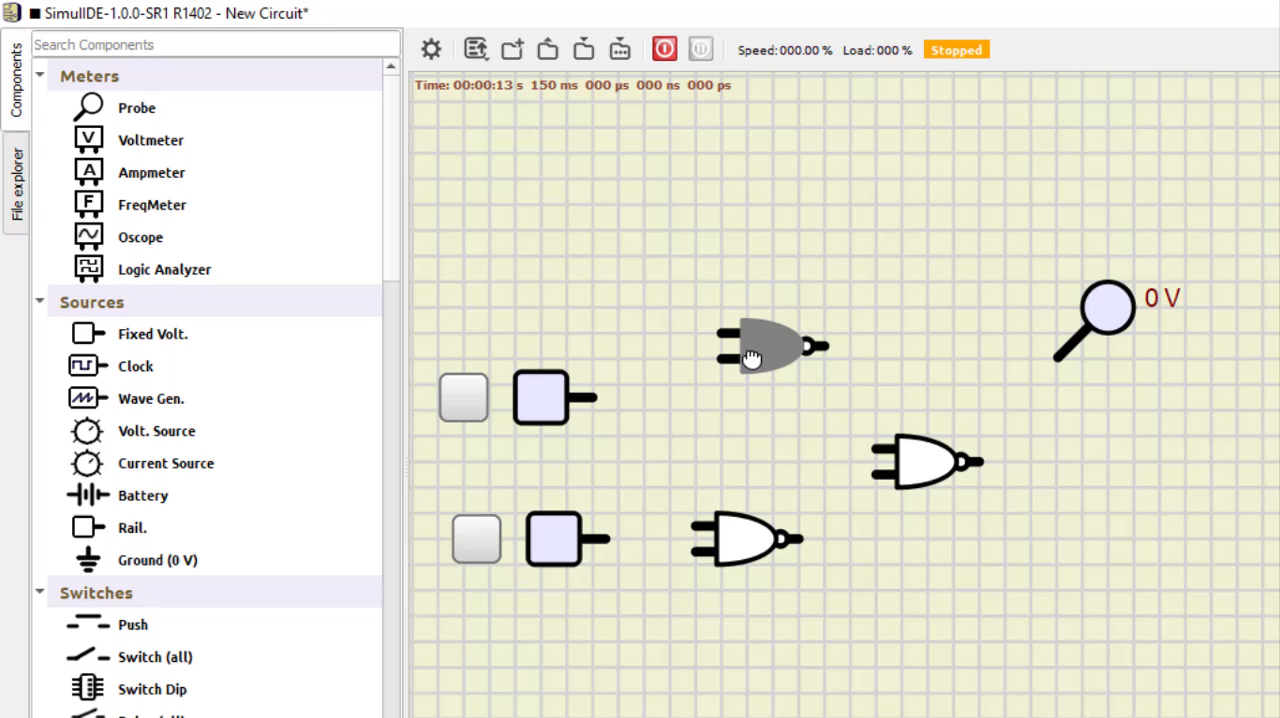 SimulIDE-1.0.0-SR1 R1402 - New Circuit*
Components
File explorer
Search Components
Speed:000.00 % Load:000 % Stopped
Time: 00:00:13 s 150 ms 000 µs 000 ns 000 ps
Meters
Probe
V Voltmeter
A Ampmeter
F FreqMeter
Oscope
Logic Analyzer
Sources
Fixed Volt.
Clock
Wave Gen.
Volt. Source
Current Source
Battery
Rail.
Ground (0 V)
Switches
Push
Switch (all)
Switch Dip
0 V